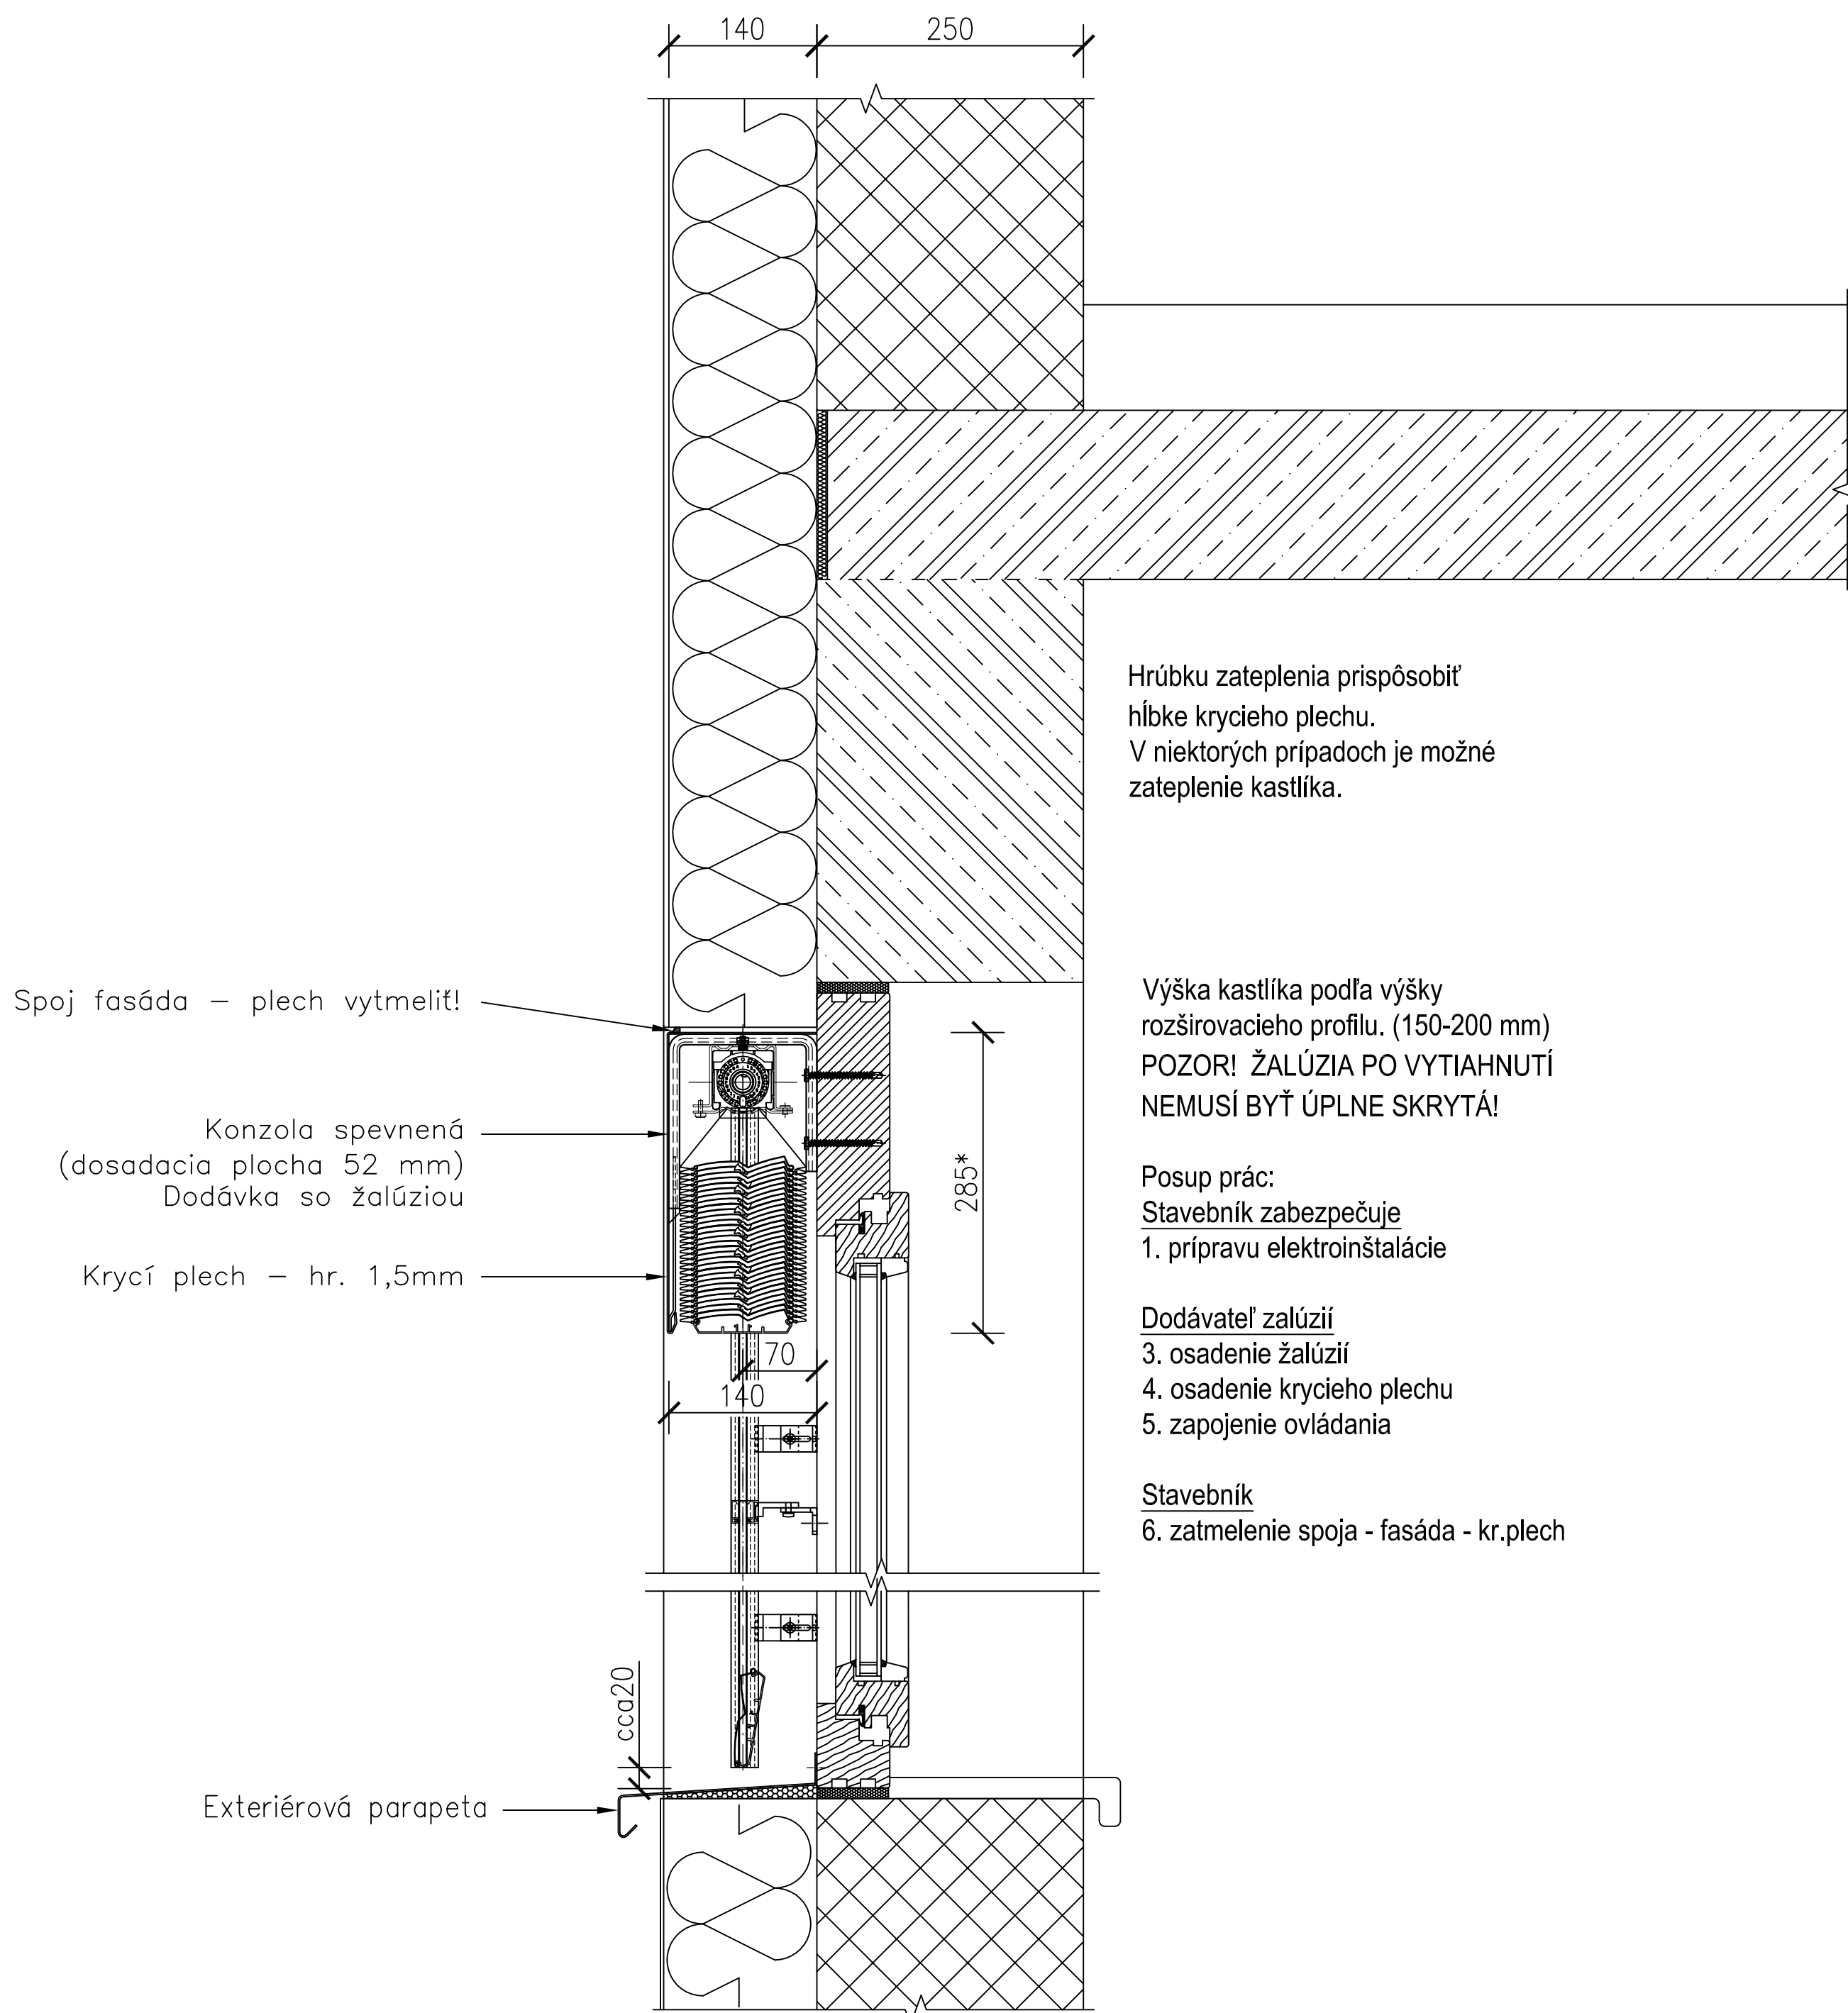 140
250
Hrúbku zateplenia prispôsobiť
hĺbke krycieho plechu.
V niektorých prípadoch je možné
zateplenie kastlíka.
Spoj fasáda – plech vytmeliť!
Konzola spevnená
(dosadacia plocha 52 mm)
Dodávka so žalúziou
Krycí plech – hr. 1,5mm
285*
70
140
Výška kastlíka podľa výšky
rozširovacieho profilu. (150-200 mm)
POZOR! ŽALÚZIA PO VYTIAHNUTÍ
NEMUSÍ BYŤ ÚPLNE SKRYTÁ!
Posup prác:
Stavebník zabezpečuje
1. prípravu elektroinštalácie
Dodávateľ zalúzií
3. osadenie žalúzií
4. osadenie krycieho plechu
5. zapojenie ovládania
Stavebník
6. zatmelenie spoja - fasáda - kr.plech
cca20
Exteriérová parapeta